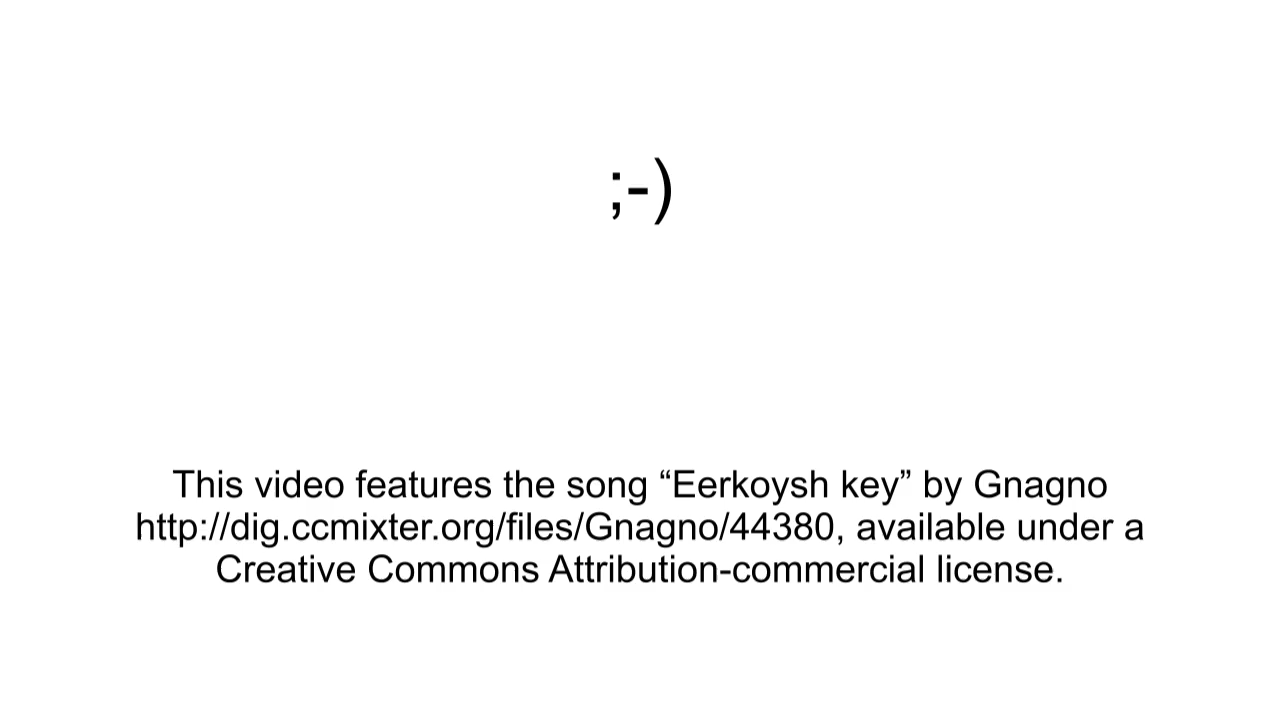 ;-)
This video features the song “Eerkoysh key” by Gnagno
http://dig.ccmixter.org/files/Gnagno/44380, available under a
Creative Commons Attribution-commercial license.